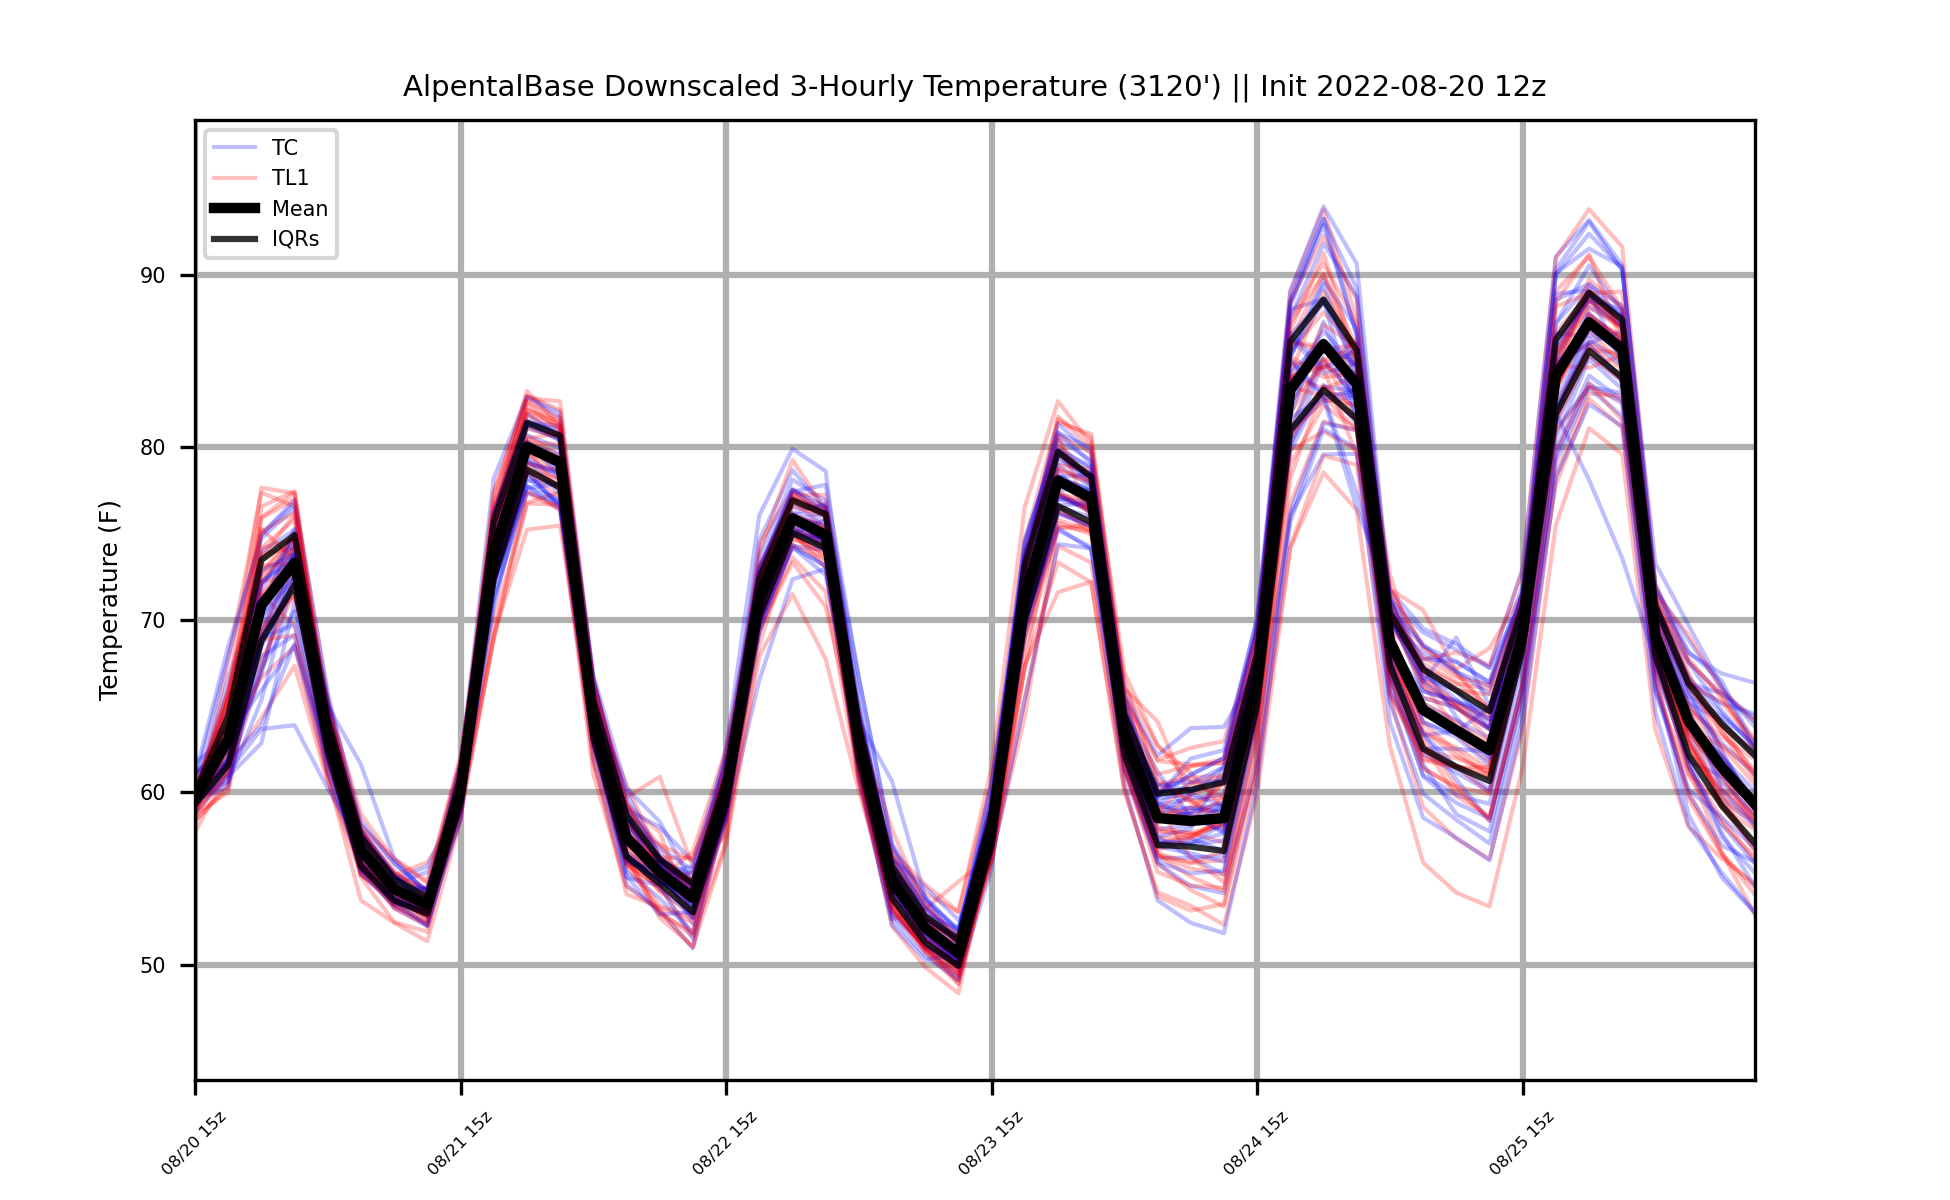 AlpentalBase Downscaled 3-Hourly Temperature (3120') || Init 2022-08-20 12z
TC
TL1
Mean
IQRs
Temperature (F)
90
80
70
60
50
08/20 15z
08/21 15z
08/22 15z
08/23 15z
08/24 15z
08/25 15z